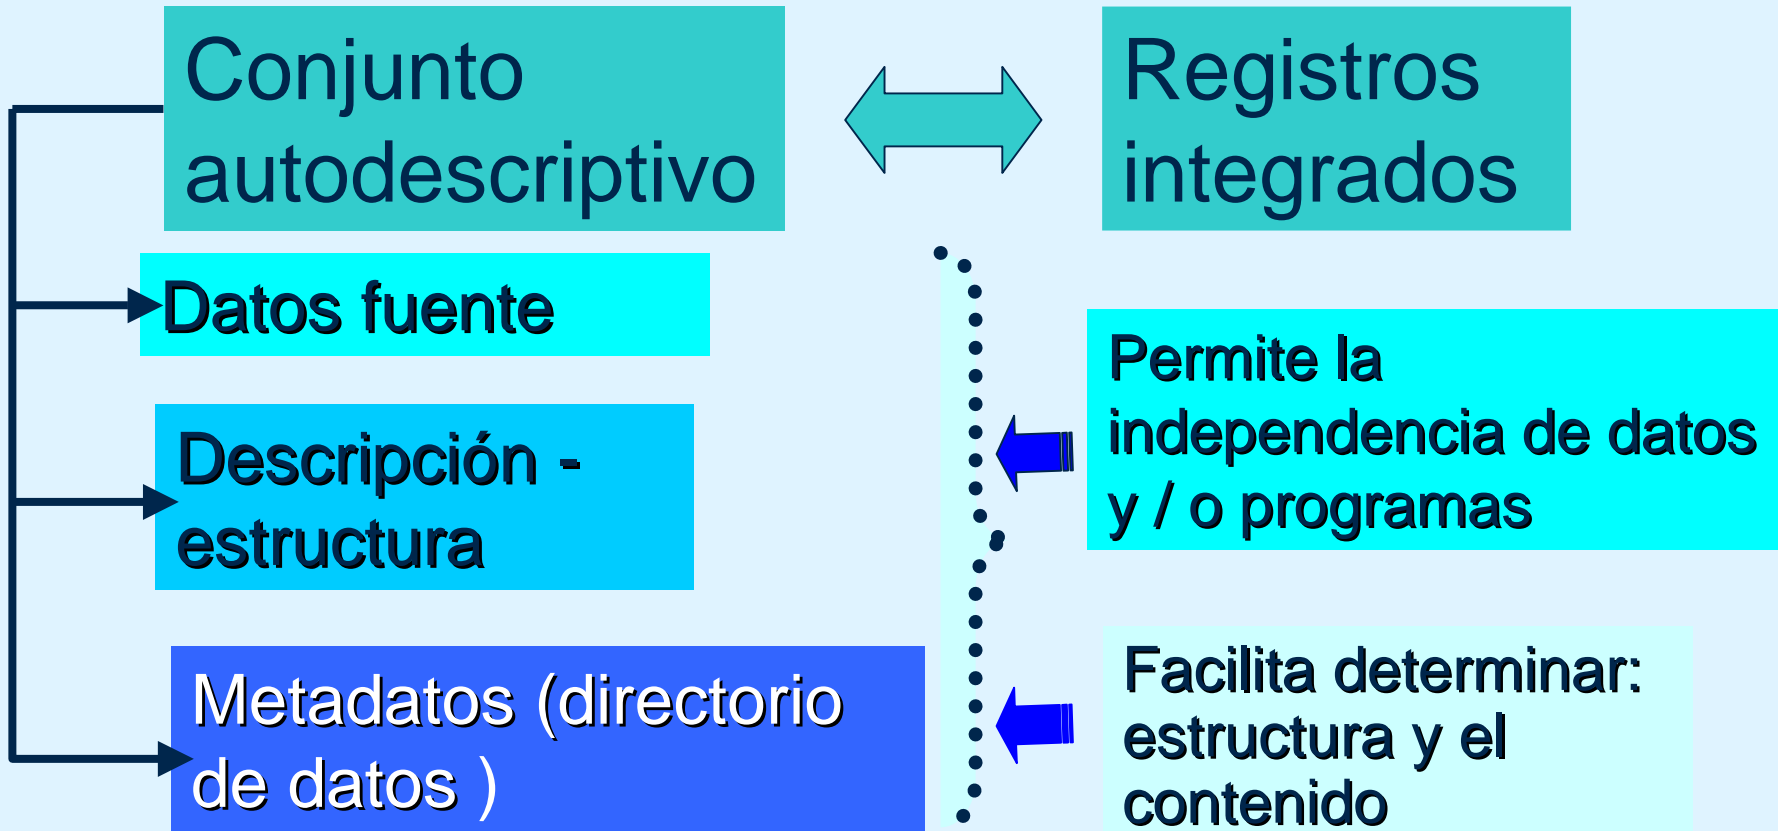 Conjunto
autodescriptivo
Registros
integrados
Datos fuente
Descripción -
estructura
Metadatos (directorio
de datos )
Permite la
independencia de datos
y / o programas
Facilita determinar:
estructura y el
contenido